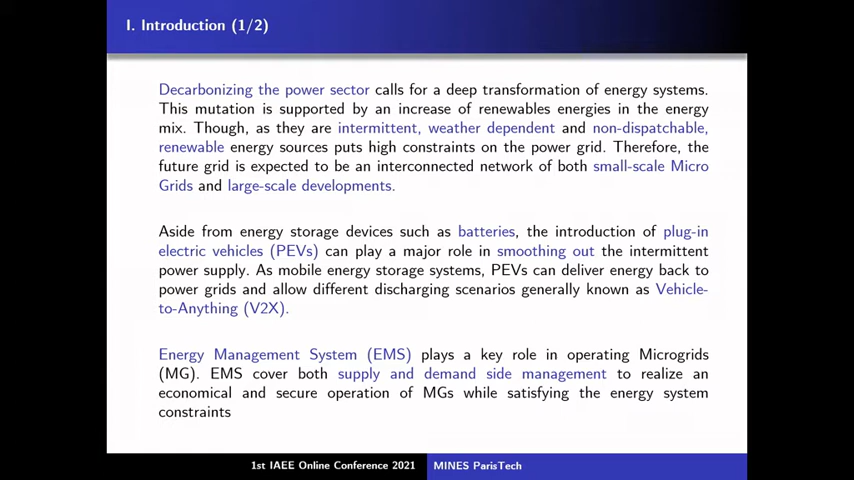 I. Introduction (1/2)
Decarbonizing the power sector calls for a deep transformation of energy systems.
This mutation is supported by an increase of renewables energies in the energy
mix. Though, as they are intermittent, weather dependent and non-dispatchable,
renewable energy sources puts high constraints on the power grid. Therefore, the
future grid is expected to be an interconnected network of both small-scale Micro
Grids and large-scale developments.
Aside from energy storage devices such as batteries, the introduction of plug-in
electric vehicles (PEVs) can play a major role in smoothing out the intermittent
power supply. As mobile energy storage systems, PEVs can deliver energy back to
power grids and allow different discharging scenarios generally known as Vehicle-
to-Anything (V2X).
Energy Management System (EMS) plays a key role in operating Microgrids
(MG). EMS cover both supply and demand side management to realize an
economical and secure operation of MGs while satisfying the energy system
constraints
1st IAEE Online Conference 2021 MINES ParisTech